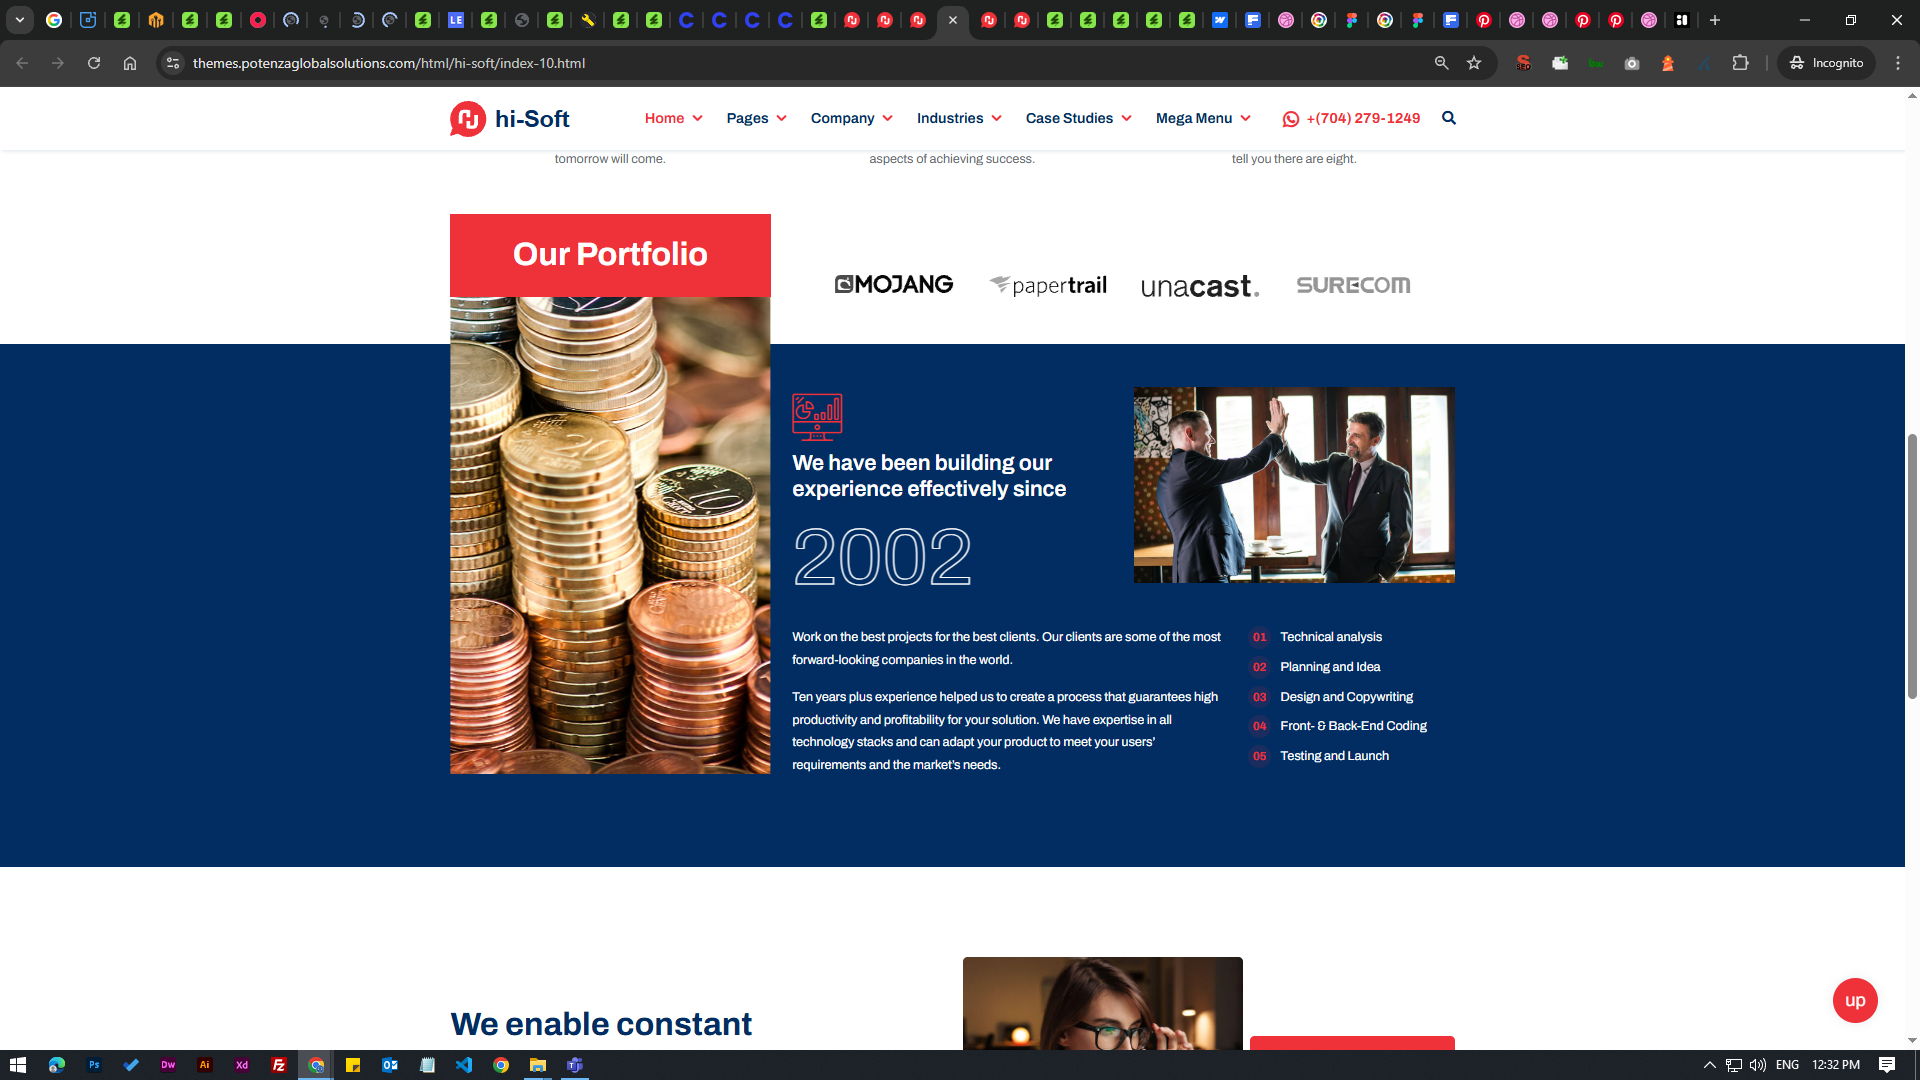 themes.potenzaglobalsolutions.com/html/hi-soft/index-10.html
Incognito
hi-Soft
Home
Pages
Company
Industries
Case Studies
Mega Menu
+(704) 279-1249
tomorrow will come.
aspects of achieving success.
tell you there are eight.
Our Portfolio
MOJANG
papertrail
unacast.
SURECOM
We have been building our
experience effectively since
2002
Work on the best projects for the best clients. Our clients are some of the most
forward-looking companies in the world.
Ten years plus experience helped us to create a process that guarantees high
productivity and profitability for your solution. We have expertise in all
technology stacks and can adapt your product to meet your users’
requirements and the market’s needs.
01 Technical analysis
02 Planning and Idea
03 Design and Copywriting
04 Front- & Back-End Coding
05 Testing and Launch
We enable constant
up
ENG
12:32 PM